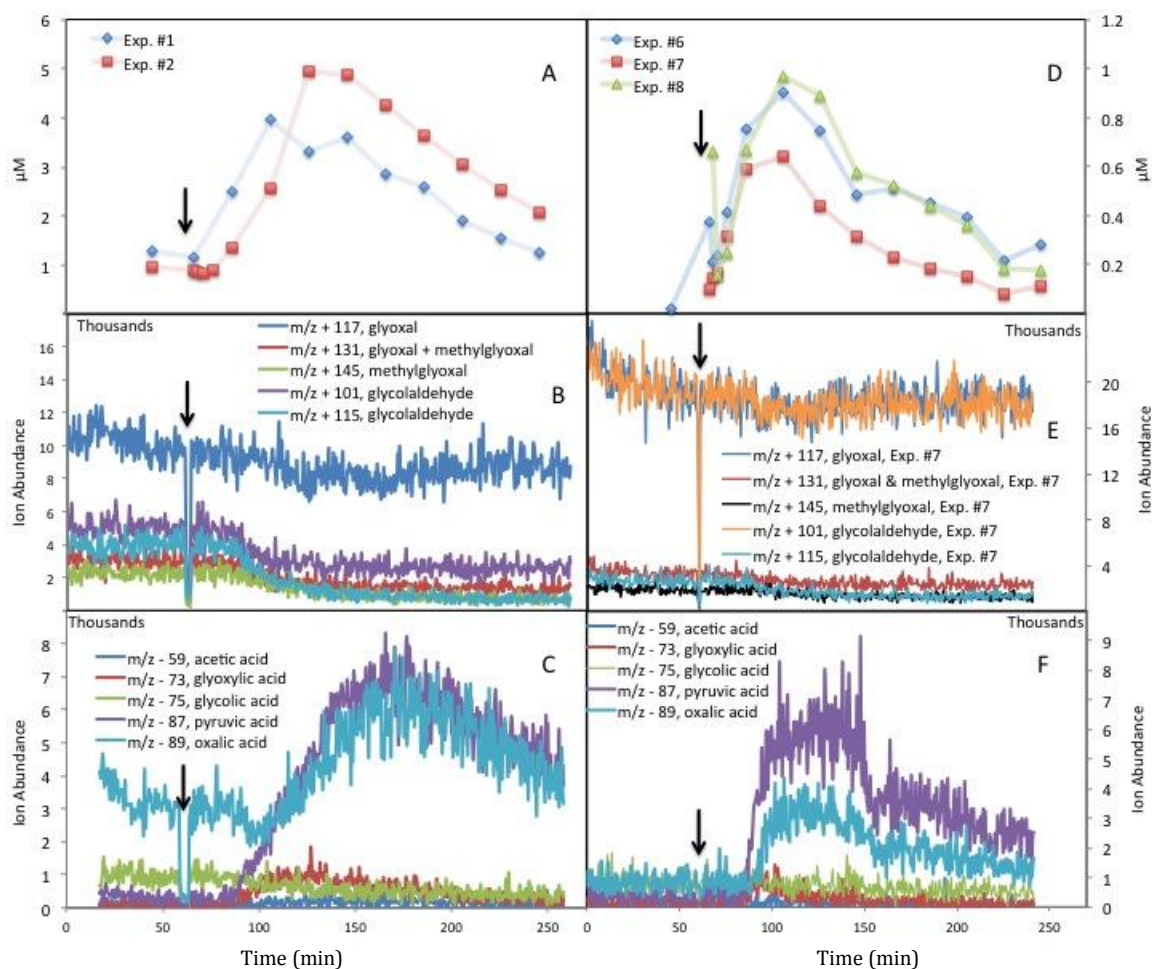 6
5
4
3
2
1
µM
Exp. #1
Exp. #2
A
Exp. #6
Exp. #7
Exp. #8
D
1.2
1
0.8
0.6
0.4
0.2
µM
Thousands
16
14
12
10
8
6
4
2
Ion Abundance
m/z + 117, glyoxal
m/z + 131, glyoxal + methylglyoxal
m/z + 145, methylglyoxal
m/z + 101, glycolaldehyde
m/z + 115, glycolaldehyde
B
Thousands
20
16
12
8
4
Ion Abundance
E
m/z + 117, glyoxal, Exp. #7
m/z + 131, glyoxal & methylglyoxal, Exp. #7
m/z + 145, methylglyoxal, Exp. #7
m/z + 101, glycolaldehyde, Exp. #7
m/z + 115, glycolaldehyde, Exp. #7
Thousands
8
7
6
5
4
3
2
1
0
Ion Abundance
m/z - 59, acetic acid
m/z - 73, glyoxylic acid
m/z - 75, glycolic acid
m/z - 87, pyruvic acid
m/z - 89, oxalic acid
C
0 50 100 150 200 250
Time (min)
m/z - 59, acetic acid
m/z - 73, glyoxylic acid
m/z - 75, glycolic acid
m/z - 87, pyruvic acid
m/z - 89, oxalic acid
Thousands
F
9
8
7
6
5
4
3
2
1
0
Ion Abundance
0 50 100 150 200 250
Time (min)